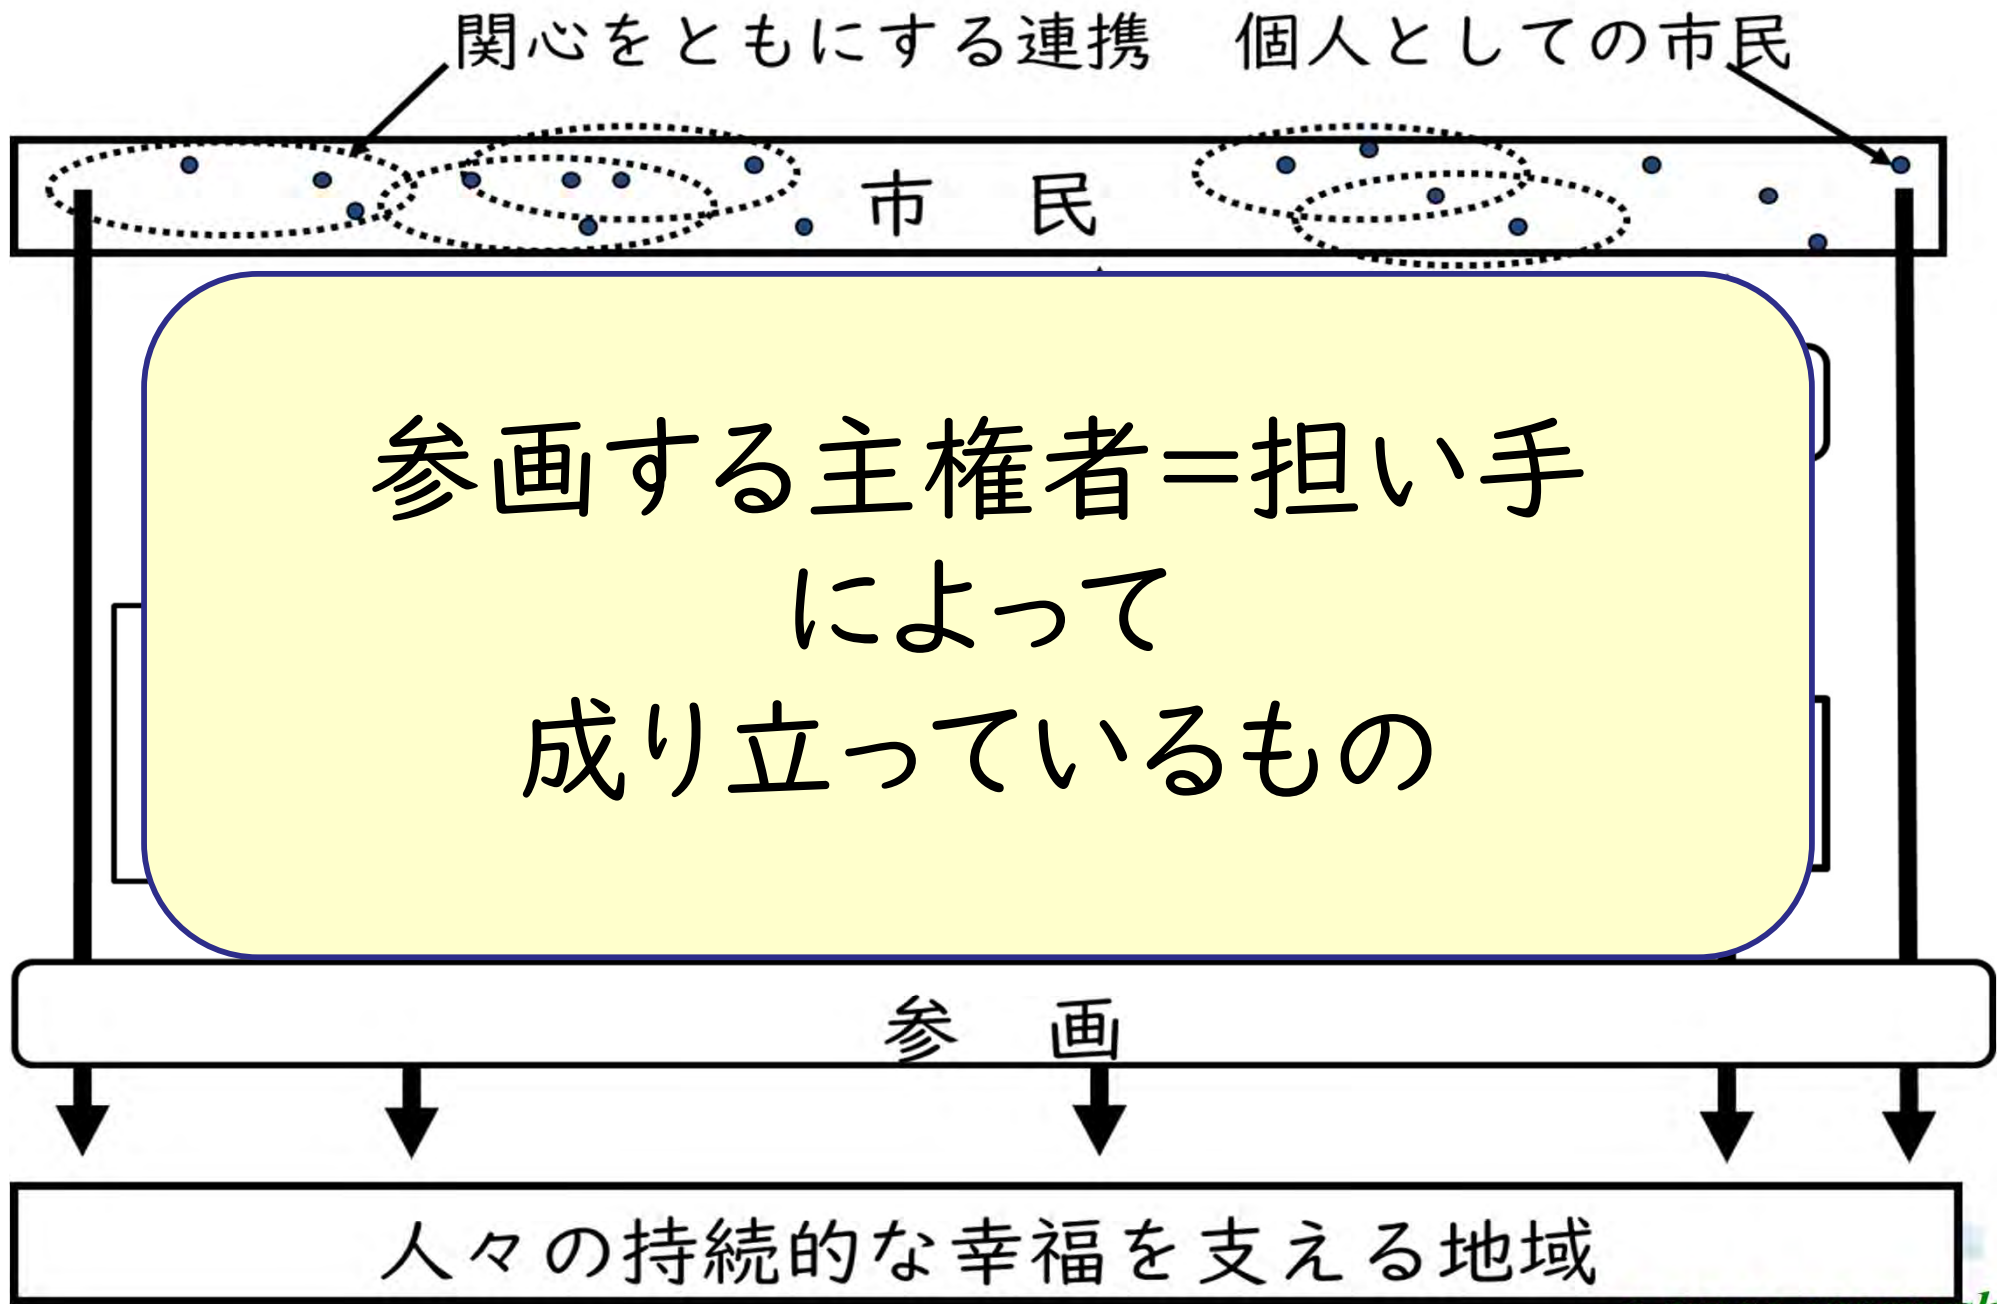 関心をともにする連携　個人としての市民
市　民
参画する主権者=担い手
によって
成り立っているもの
参　画
人々の持続的な幸福を支える地域